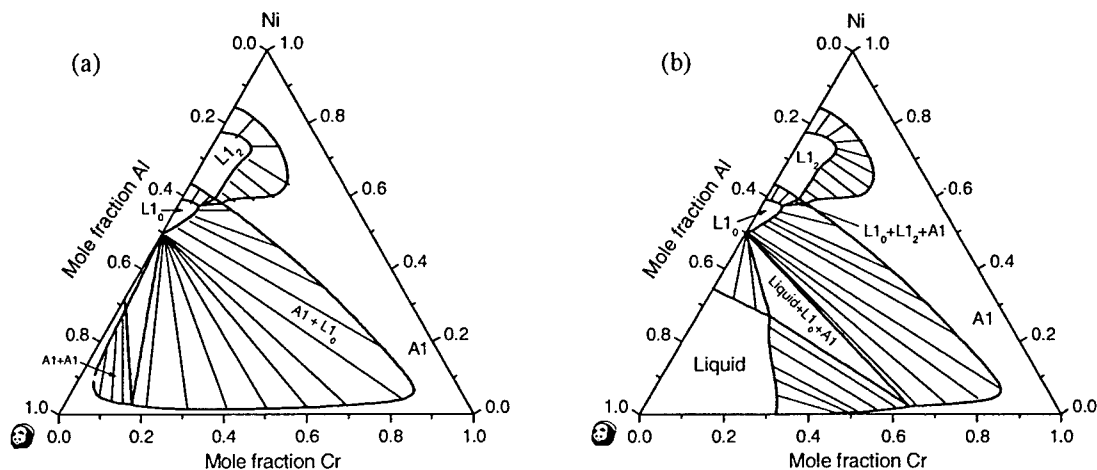 (a)
Ni
0.0 1.0
0.2 0.8
L1₂
0.4 0.6
L1₀
Mole fraction Al
0.6 0.4
A1 + L1₀
0.8 0.2
A1+A1
A1
1.0 0.0
0.0 0.2 0.4 0.6 0.8 1.0
Mole fraction Cr
(b)
Ni
0.0 1.0
0.2 0.8
L1₂
0.4 0.6
L1₀
L1₀+L1₂+A1
Mole fraction Al
0.6 0.4
Liquid+L1₀+A1
0.8 0.2
A1
Liquid
1.0 0.0
0.0 0.2 0.4 0.6 0.8 1.0
Mole fraction Cr